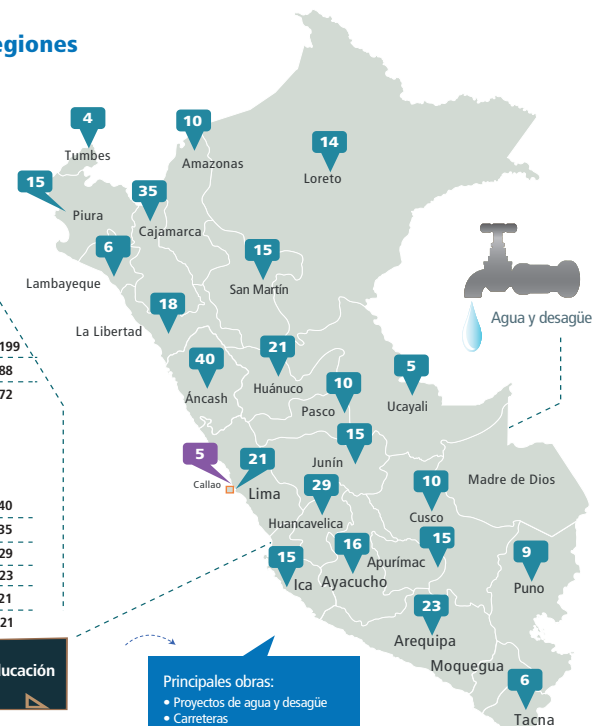 egiones
4
Tumbes
10
Amazonas
14
Loreto
15
Piura
35
Cajamarca
6
Lambayeque
15
San Martín
18
La Libertad
Agua y desagüe
199
88
72
40
Áncash
21
Huánuco
10
Pasco
5
Ucayali
15
Junín
5
Callao
21
Lima
29
Huancavelica
10
Cusco
Madre de Dios
40
35
29
23
21
21
15
Ica
16
Ayacucho
15
Apurímac
9
Puno
23
Arequipa
Moquegua
6
Tacna
ducación
Principales obras:
• Proyectos de agua y desagüe
• Carreteras